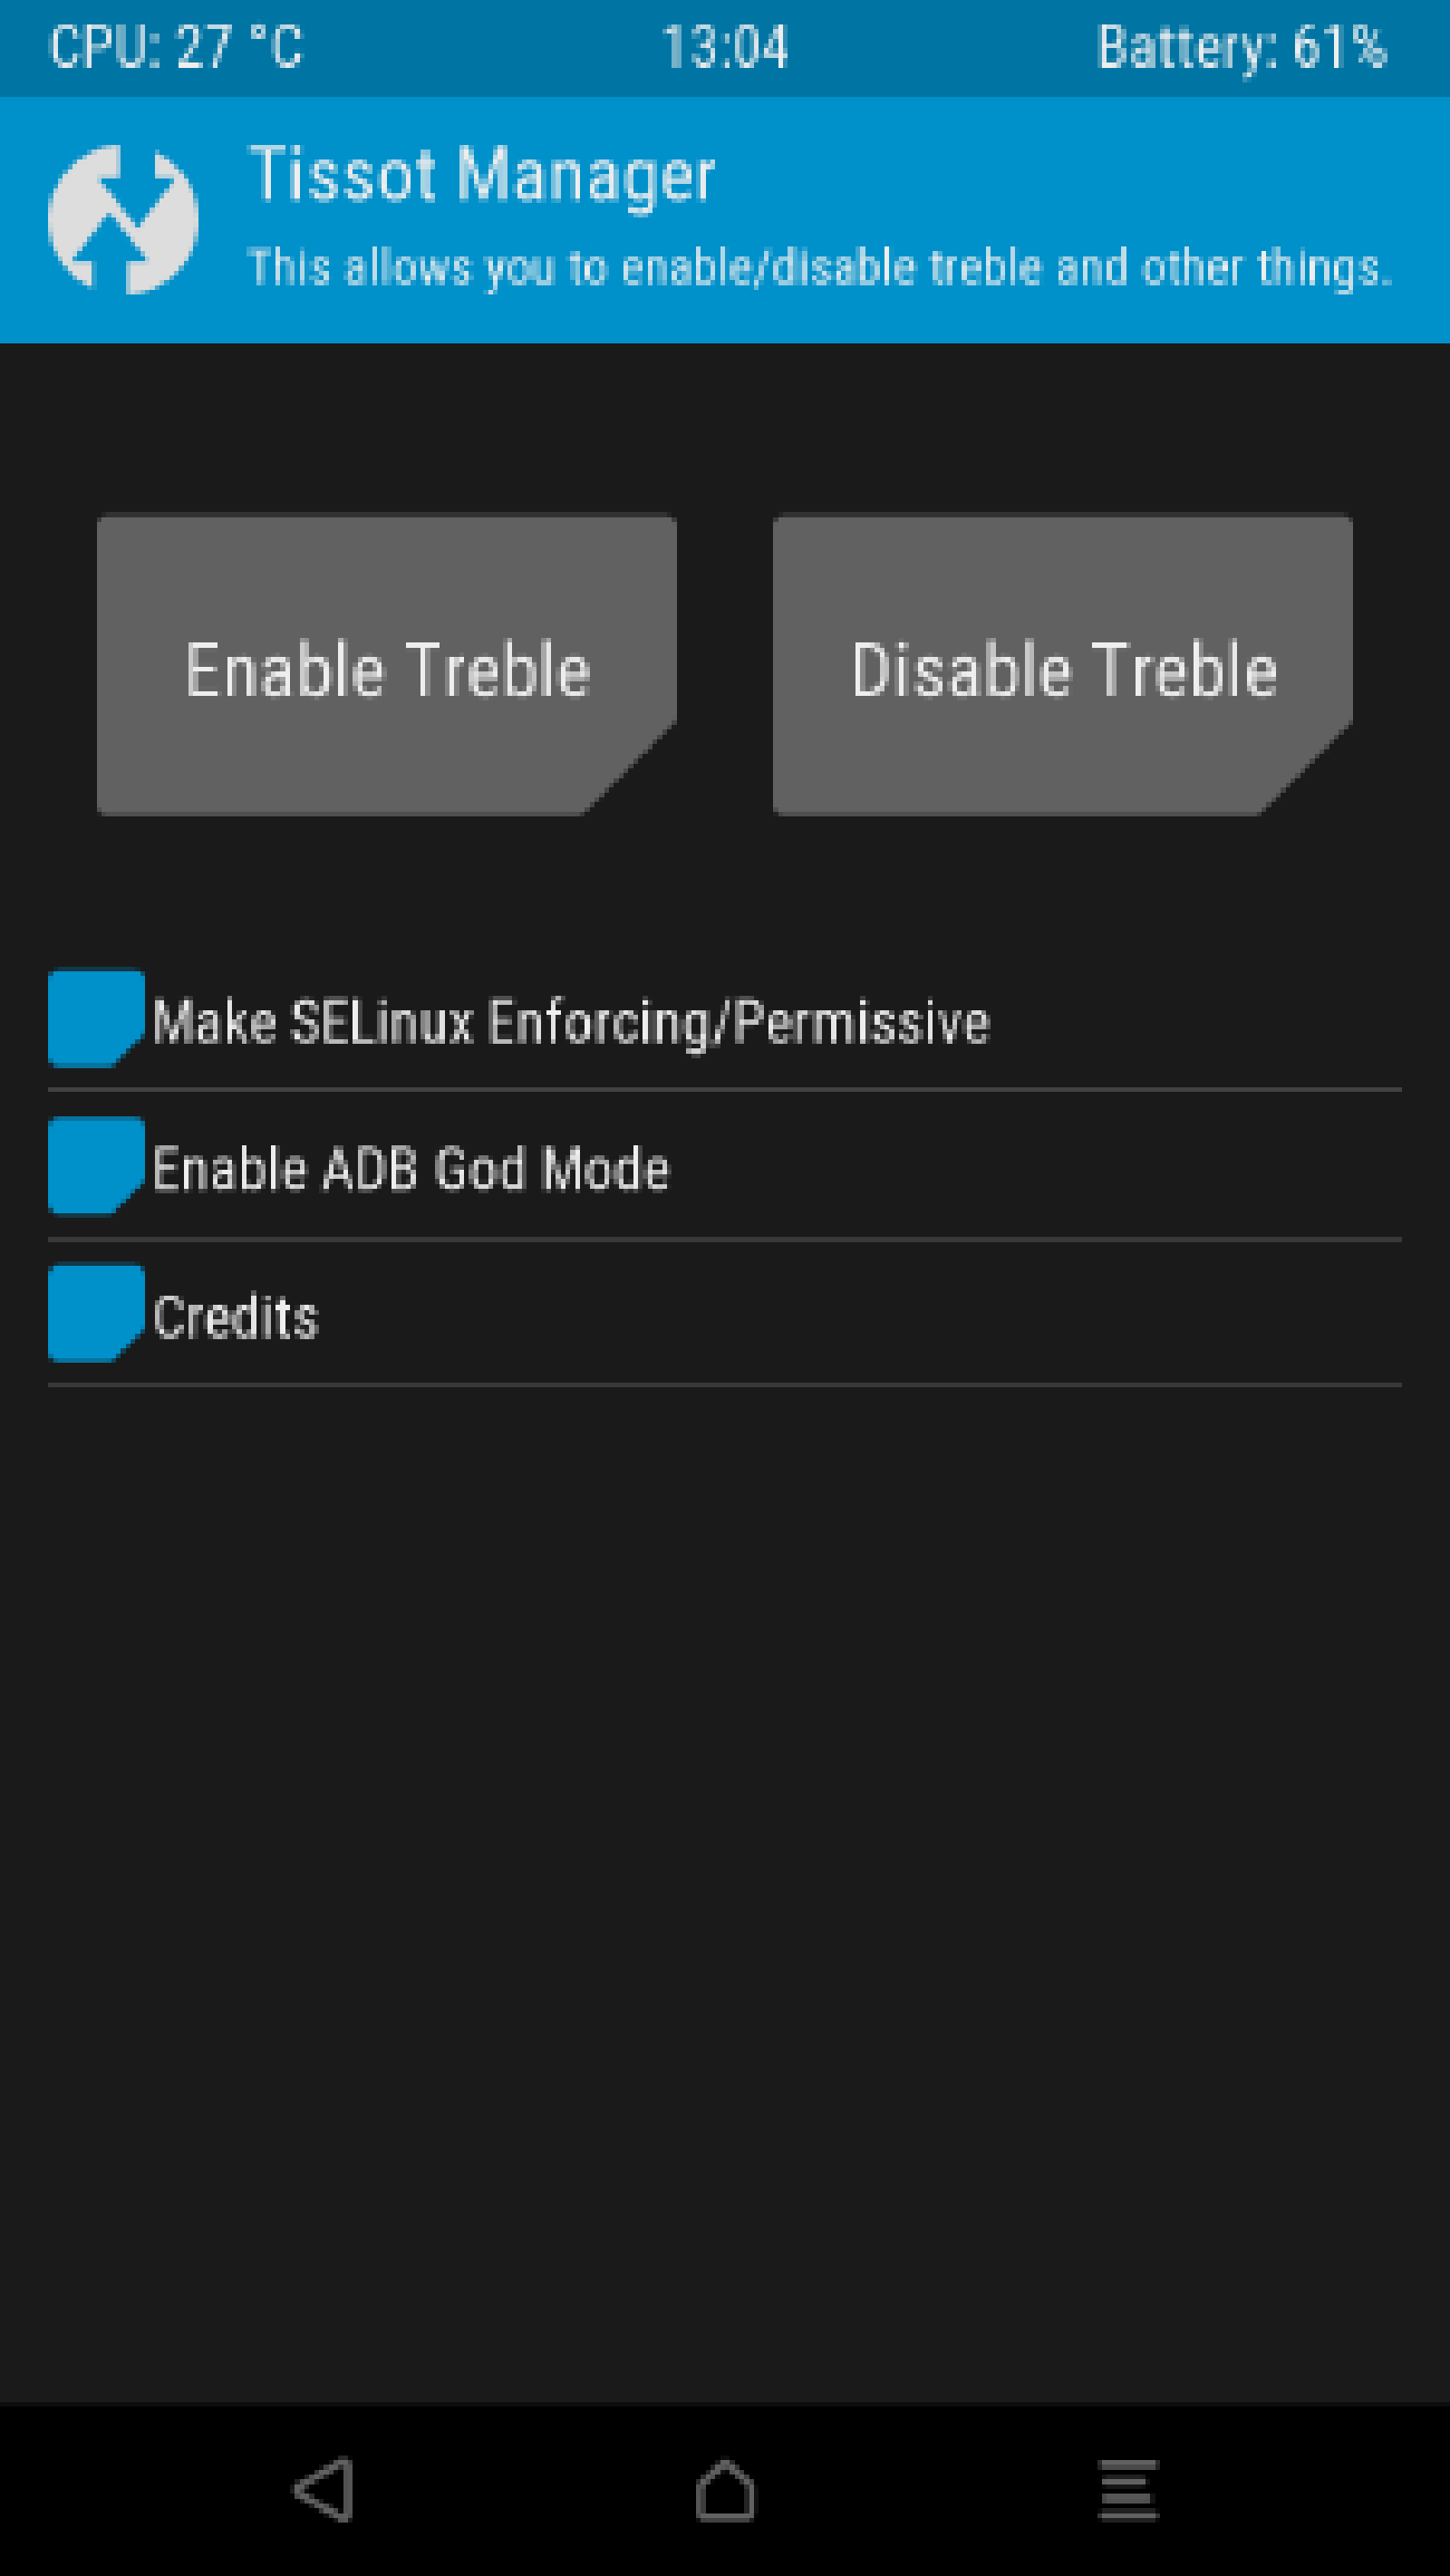 CPU: 27 °C 13:04 Battery: 61%
Tissot Manager
This allows you to enable/disable treble and other things.
Enable Treble Disable Treble
Make SELinux Enforcing/Permissive
Enable ADB God Mode
Credits